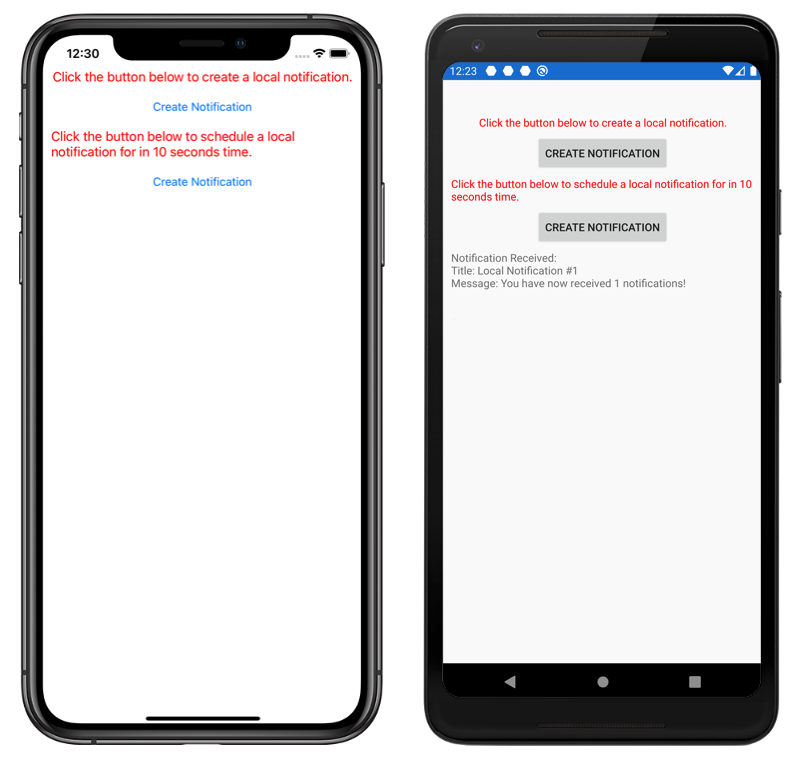 12:30
Click the button below to create a local notification.
Create Notification
Click the button below to schedule a local
notification for in 10 seconds time.
Create Notification
12:23
Click the button below to create a local notification.
CREATE NOTIFICATION
Click the button below to schedule a local notification for in 10
seconds time.
CREATE NOTIFICATION
Notification Received:
Title: Local Notification #1
Message: You have now received 1 notifications!